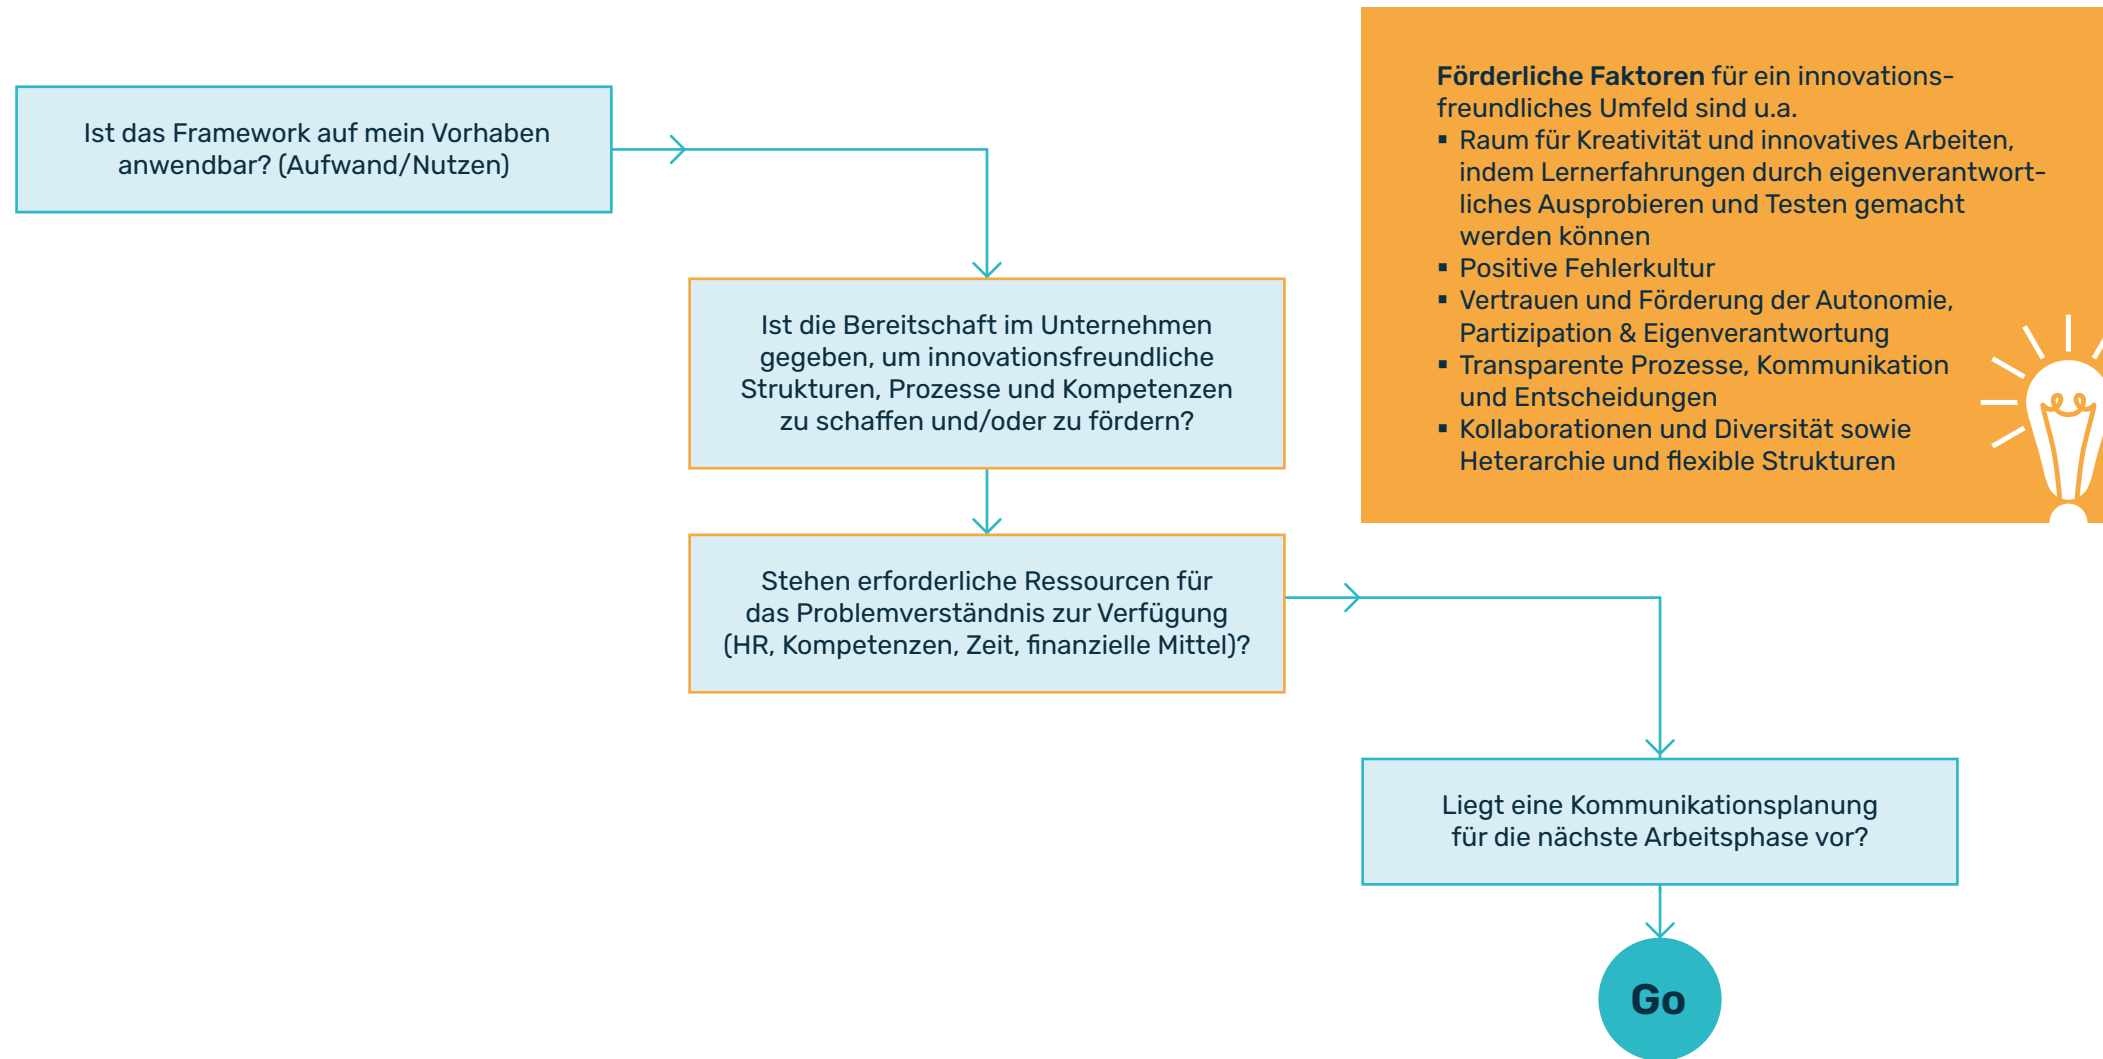 Ist das Framework auf mein Vorhaben
anwendbar? (Aufwand/Nutzen)
Ist die Bereitschaft im Unternehmen
gegeben, um innovationsfreundliche
Strukturen, Prozesse und Kompetenzen
zu schaffen und/oder zu fördern?
Stehen erforderliche Ressourcen für
das Problemverständnis zur Verfügung
(HR, Kompetenzen, Zeit, finanzielle Mittel)?
Förderliche Faktoren für ein innovations-
freundliches Umfeld sind u.a.
▪ Raum für Kreativität und innovatives Arbeiten,
indem Lernerfahrungen durch eigenverantwort-
liches Ausprobieren und Testen gemacht
werden können
▪ Positive Fehlerkultur
▪ Vertrauen und Förderung der Autonomie,
Partizipation & Eigenverantwortung
▪ Transparente Prozesse, Kommunikation
und Entscheidungen
▪ Kollaborationen und Diversität sowie
Heterarchie und flexible Strukturen
Liegt eine Kommunikationsplanung
für die nächste Arbeitsphase vor?
Go